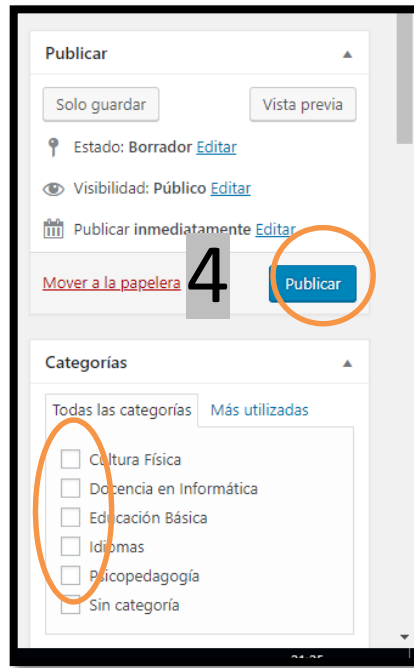 Publicar
Solo guardar Vista previa
Estado: Borrador Editar
Visibilidad: Público Editar
Publicar inmediatamente Editar
Mover a la papelera 4 Publicar
Categorías
Todas las categorías Más utilizadas
Cultura Física
Docencia en Informática
Educación Básica
Idiomas
Psicopedagogía
Sin categoría